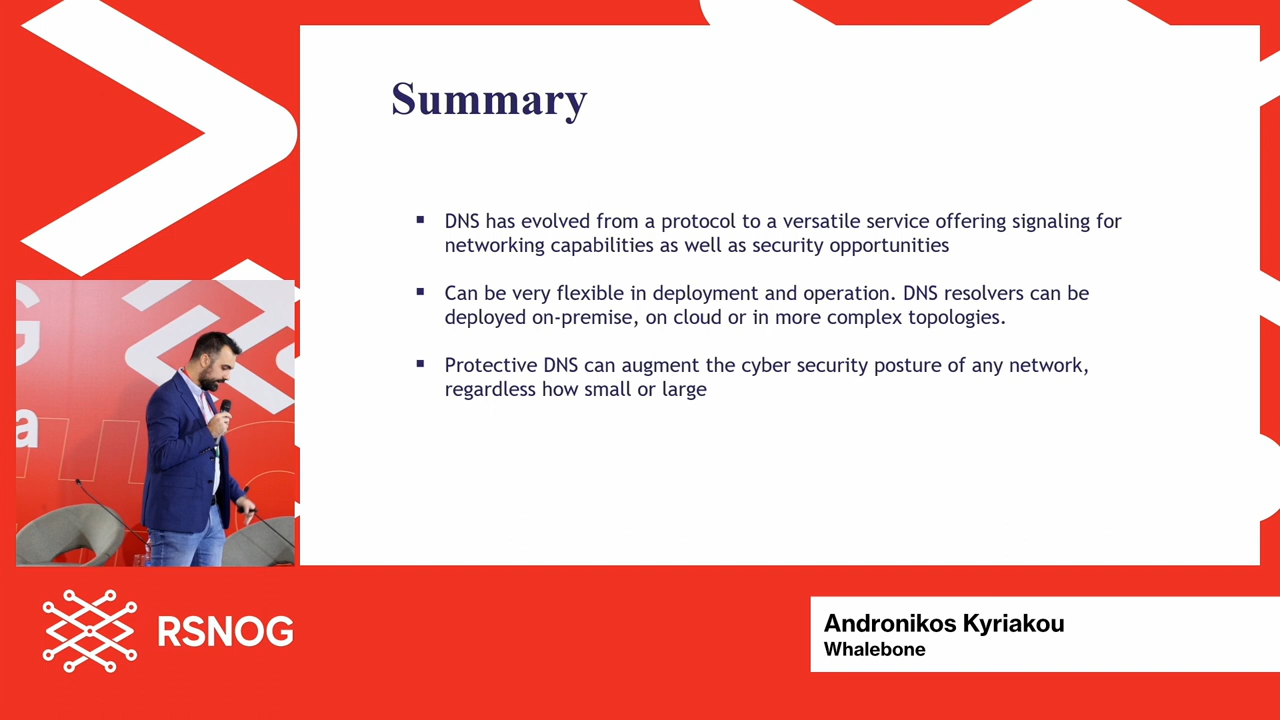 Summary
DNS has evolved from a protocol to a versatile service offering signaling for
networking capabilities as well as security opportunities
Can be very flexible in deployment and operation. DNS resolvers can be
deployed on-premise, on cloud or in more complex topologies.
Protective DNS can augment the cyber security posture of any network,
regardless how small or large
G
a
RSNOG
Andronikos Kyriakou
Whalebone